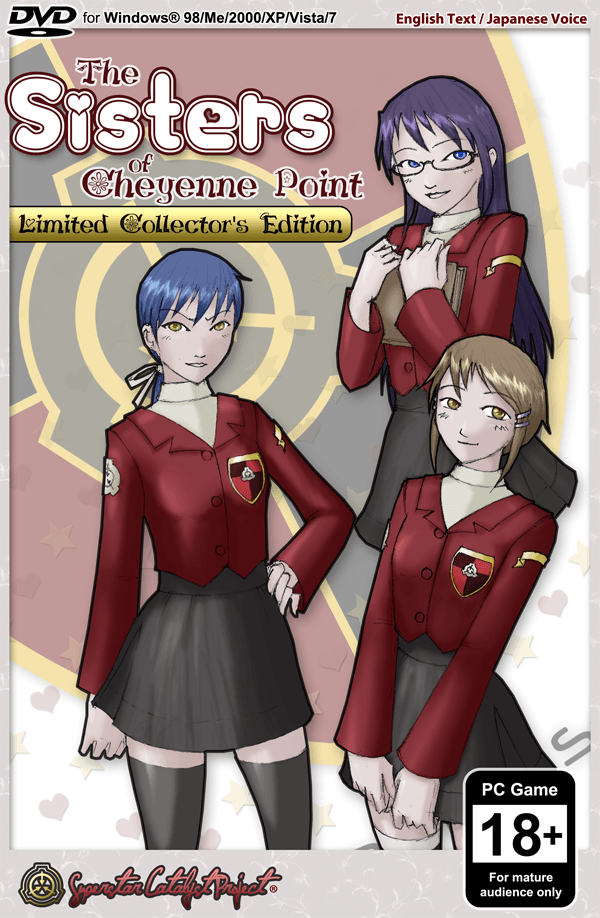 DVD for Windows® 98/Me/2000/XP/Vista/7
English Text / Japanese Voice
The
Sisters
of
Cheyenne Point
Limited Collector's Edition
PC Game
18+
For mature
audience only
Superstar Catalyst Project®